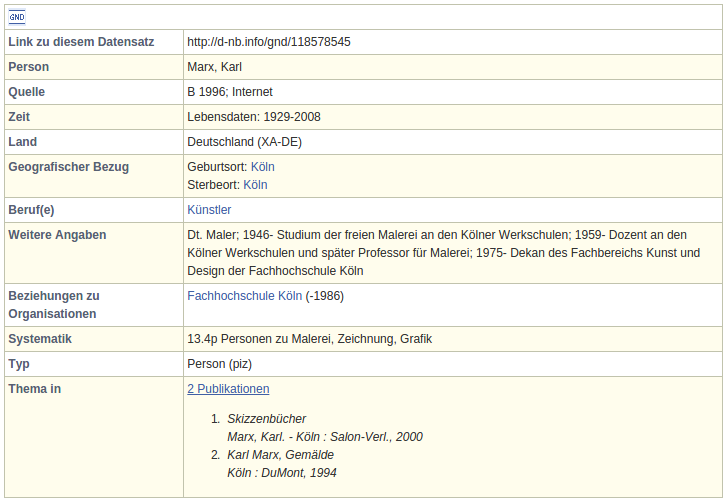 GND
Link zu diesem Datensatz http://d-nb.info/gnd/118578545
Person Marx, Karl
Quelle B 1996; Internet
Zeit Lebensdaten: 1929-2008
Land Deutschland (XA-DE)
Geografischer Bezug Geburtsort: Köln
Sterbeort: Köln
Beruf(e) Künstler
Weitere Angaben Dt. Maler; 1946- Studium der freien Malerei an den Kölner Werkschulen; 1959- Dozent an den
Kölner Werkschulen und später Professor für Malerei; 1975- Dekan des Fachbereichs Kunst und
Design der Fachhochschule Köln
Beziehungen zu Fachhochschule Köln (-1986)
Organisationen
Systematik 13.4p Personen zu Malerei, Zeichnung, Grafik
Typ Person (piz)
Thema in 2 Publikationen
1. Skizzenbücher
Marx, Karl. - Köln : Salon-Verl., 2000
2. Karl Marx, Gemälde
Köln : DuMont, 1994